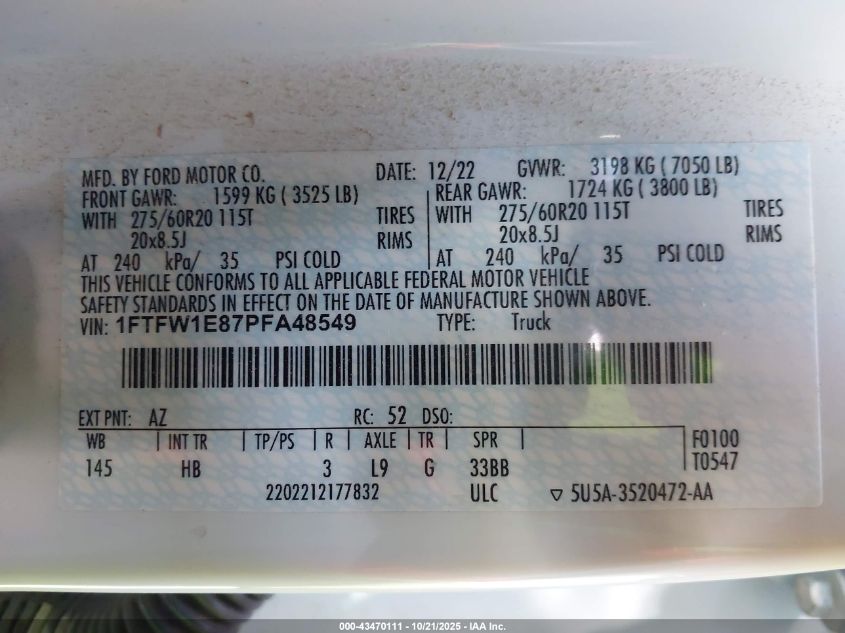 MFD. BY FORD MOTOR CO. DATE: 12/22 GVWR: 3198 KG ( 7050 LB)
FRONT GAWR: 1599 KG ( 3525 LB) REAR GAWR: 1724 KG ( 3800 LB)
WITH 275/60R20 115T TIRES WITH 275/60R20 115T TIRES
20x8.5J RIMS 20x8.5J RIMS
AT 240 kPa/ 35 PSI COLD AT 240 kPa/ 35 PSI COLD
THIS VEHICLE CONFORMS TO ALL APPLICABLE FEDERAL MOTOR VEHICLE
SAFETY STANDARDS IN EFFECT ON THE DATE OF MANUFACTURE SHOWN ABOVE.
VIN: 1FTFW1E87PFA48549 TYPE: Truck
EXT PNT: AZ RC: 52 DSO:
WB INT TR TP/PS R AXLE TR SPR F0100
145 HB 3 L9 G 33BB T0547
2202212177832 ULC ▽ 5U5A-3520472-AA
000-43470111 - 10/21/2025 - IAA Inc.